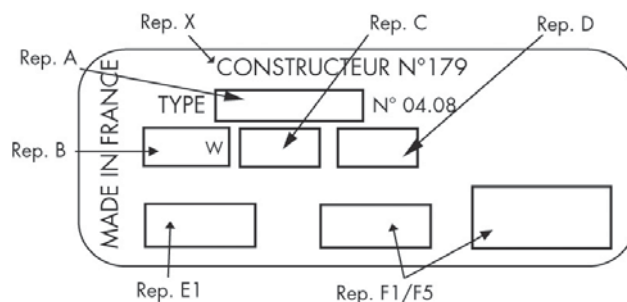 Rep. X
Rep. C
Rep. D
Rep. A
CONSTRUCTEUR N°179
TYPE
N° 04.08
MADE IN FRANCE
Rep. B
W
Rep. E1
Rep. F1/F5